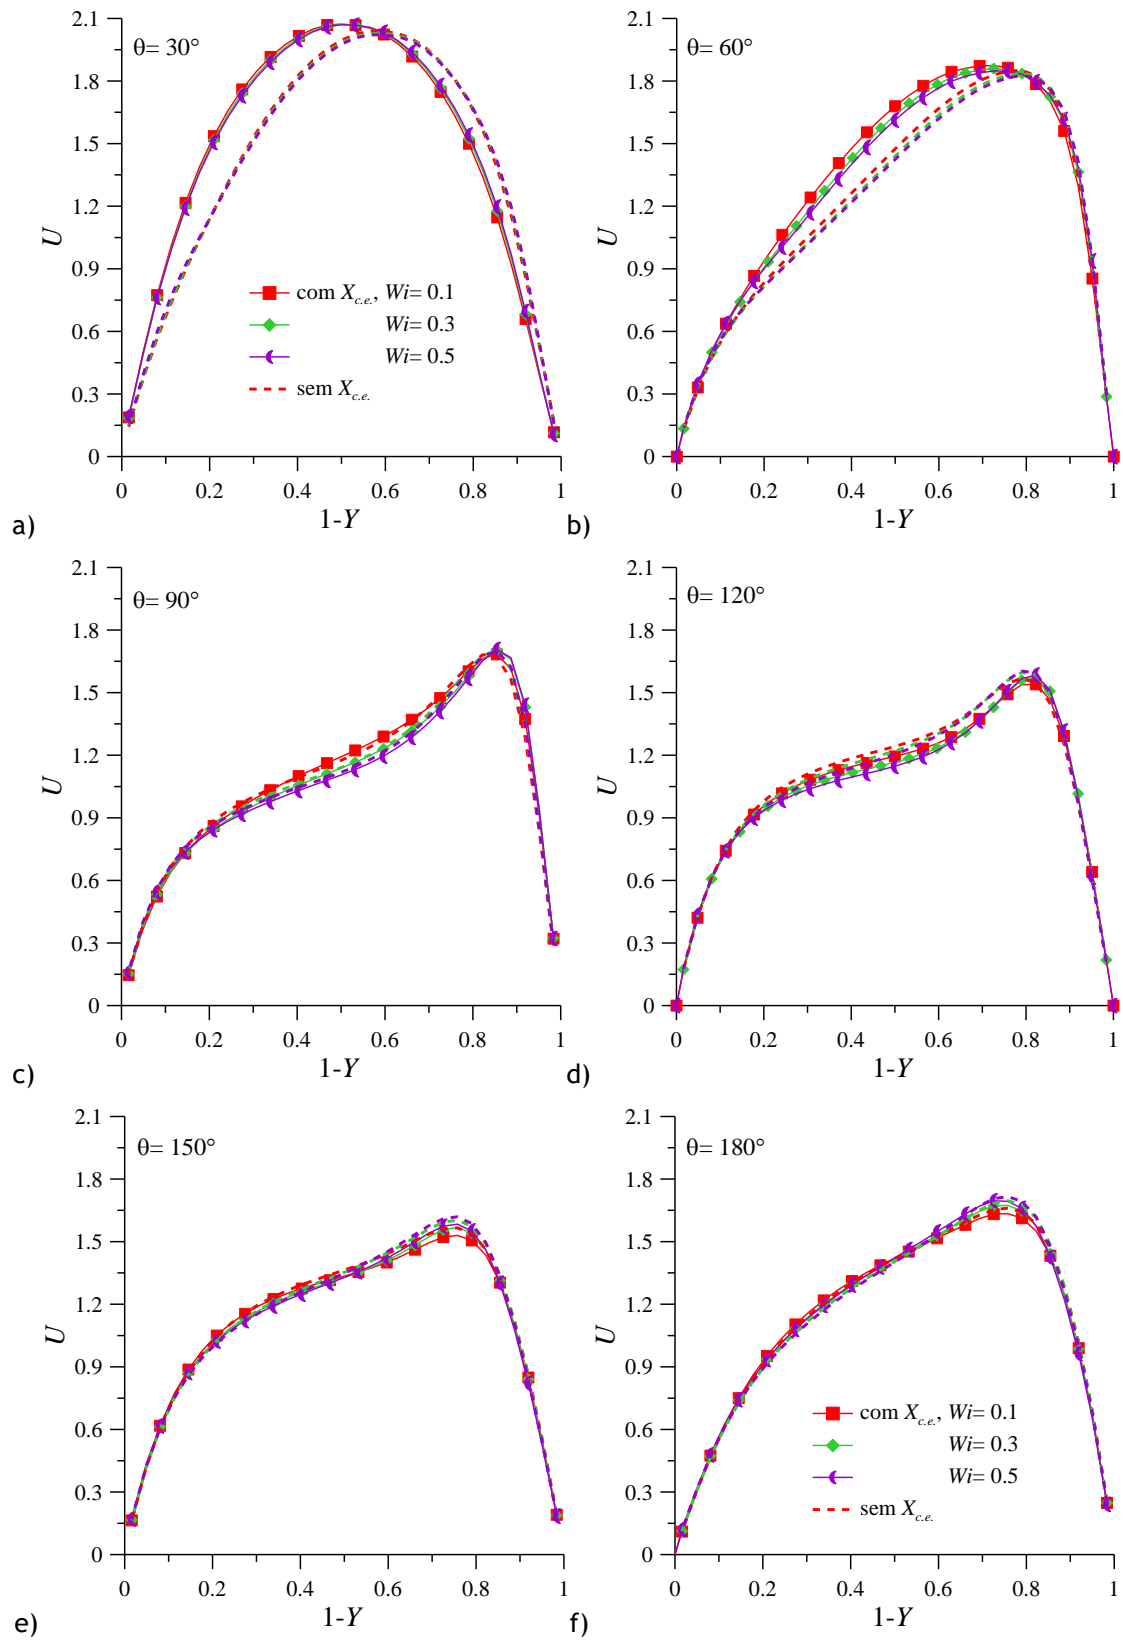 θ= 30°
2.1
1.8
1.5
1.2
0.9
0.6
0.3
0
U
com X c.e., Wi= 0.1
Wi= 0.3
Wi= 0.5
sem X c.e.
0 0.2 0.4 0.6 0.8 1
1-Y
a)
θ= 60°
2.1
1.8
1.5
1.2
0.9
0.6
0.3
0
U
0 0.2 0.4 0.6 0.8 1
1-Y
b)
θ= 90°
2.1
1.8
1.5
1.2
0.9
0.6
0.3
0
U
0 0.2 0.4 0.6 0.8 1
1-Y
c)
θ= 120°
2.1
1.8
1.5
1.2
0.9
0.6
0.3
0
U
0 0.2 0.4 0.6 0.8 1
1-Y
d)
θ= 150°
2.1
1.8
1.5
1.2
0.9
0.6
0.3
0
U
0 0.2 0.4 0.6 0.8 1
1-Y
e)
θ= 180°
2.1
1.8
1.5
1.2
0.9
0.6
0.3
0
U
com X c.e., Wi= 0.1
Wi= 0.3
Wi= 0.5
sem X c.e.
0 0.2 0.4 0.6 0.8 1
1-Y
f)